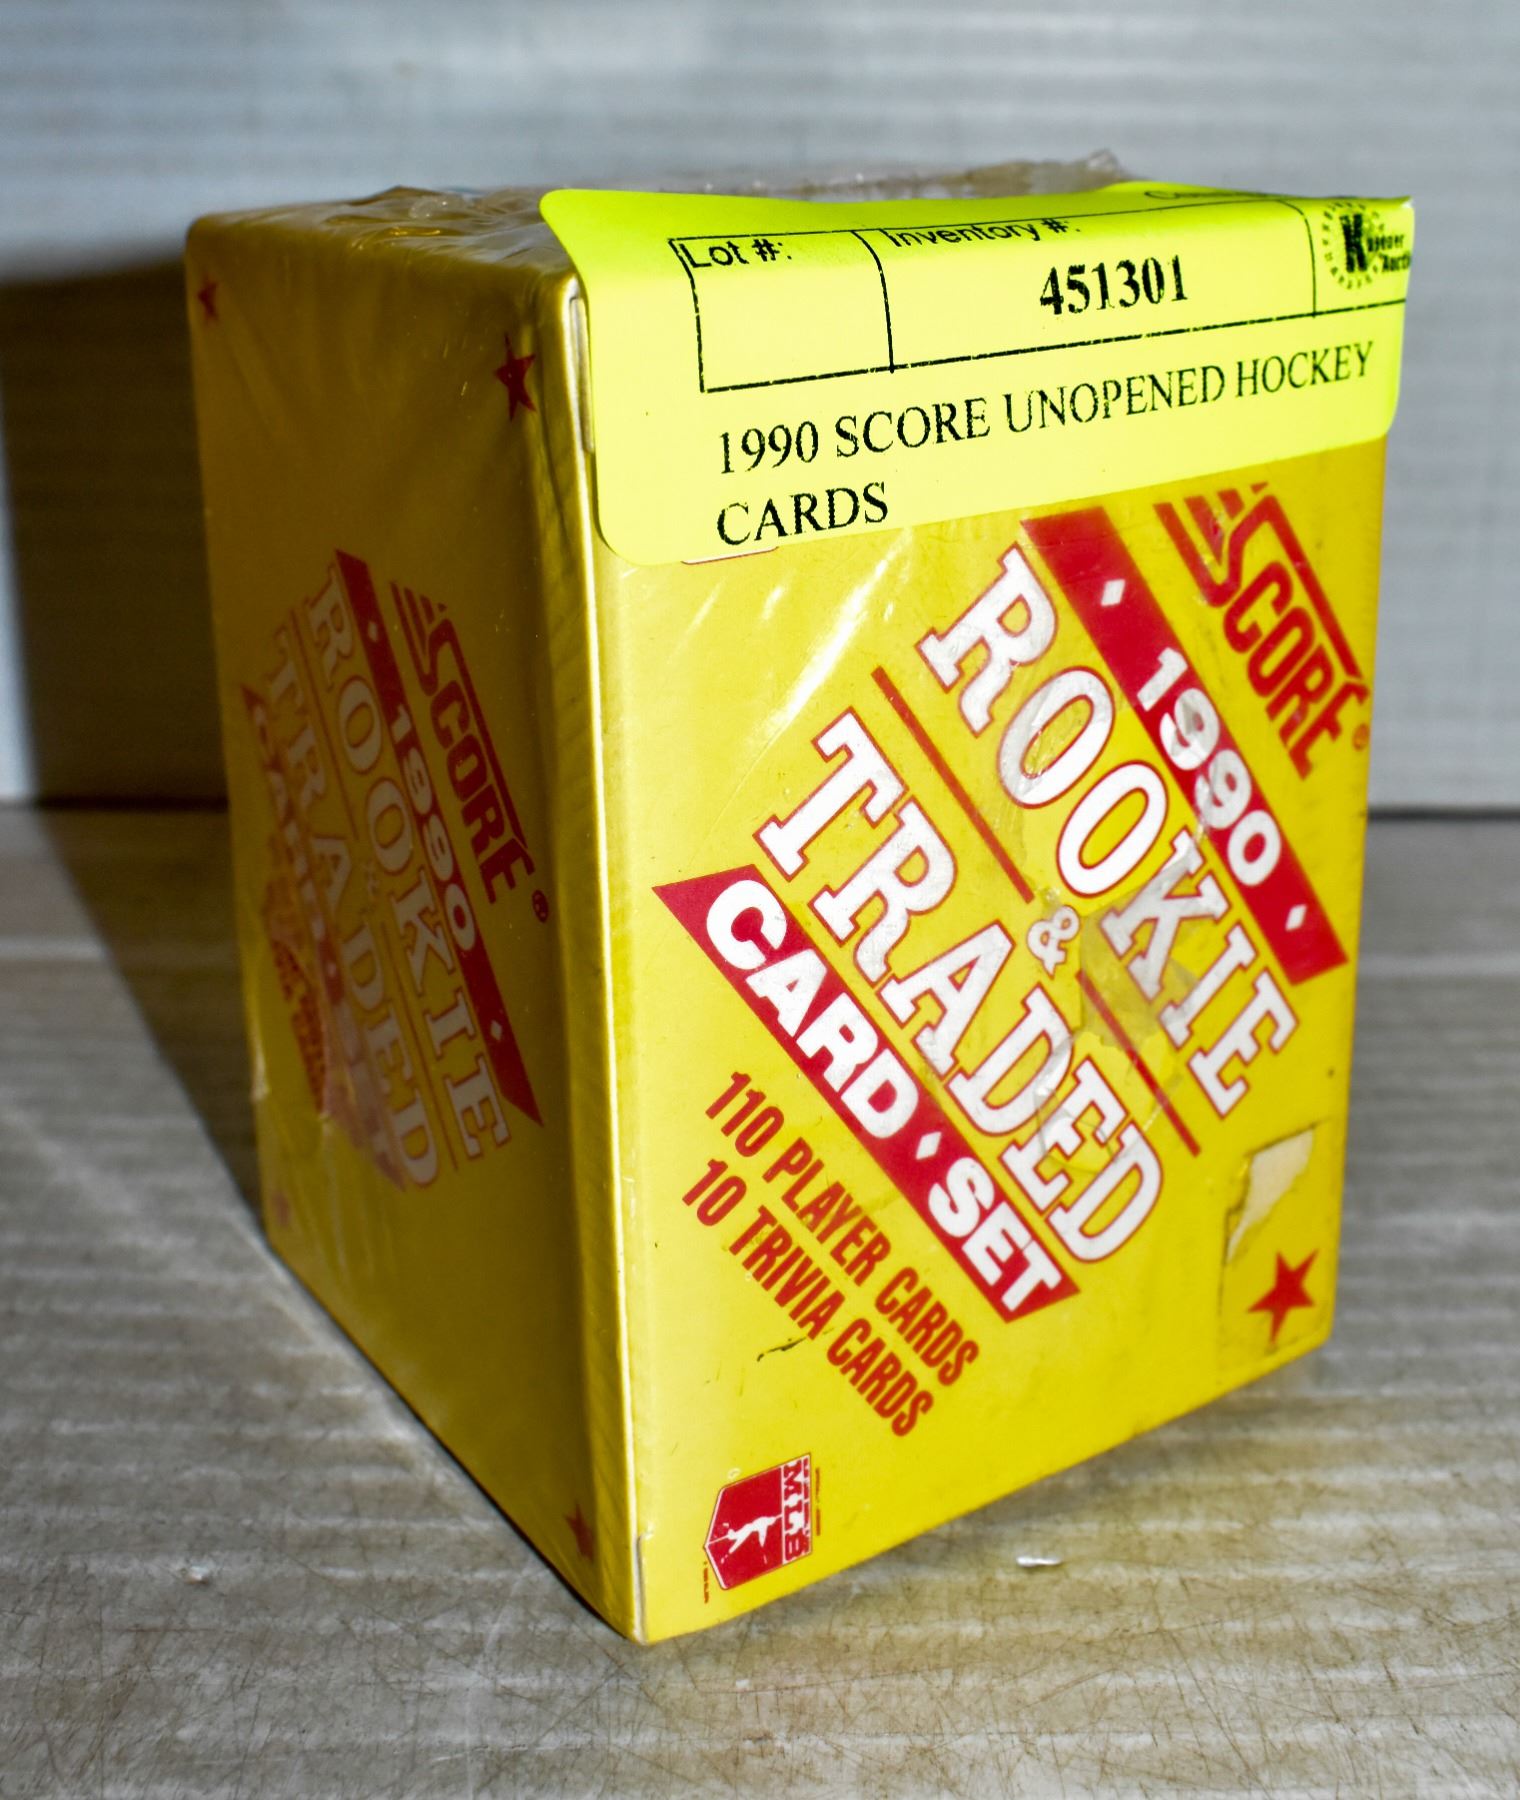 Lot #:
Inventory #:
451301
1990 SCORE UNOPENED HOCKEY
CARDS
SCORE®
1990
ROOKIE
&
TRADED
CARD SET
110 PLAYER CARDS
10 TRIVIA CARDS
SCORE®
1990
ROOKIE
&
TRADED
CARD